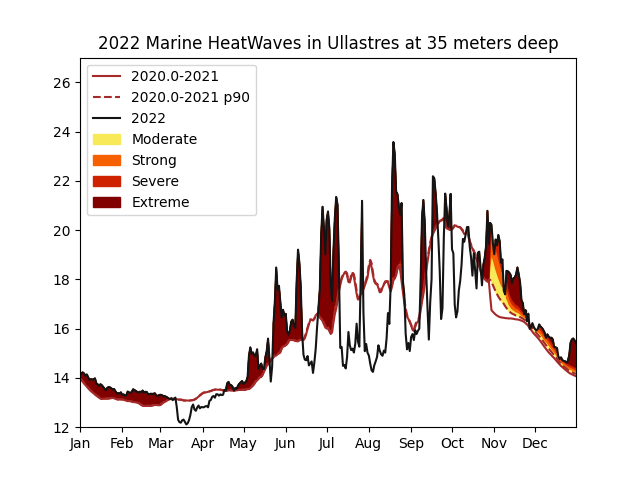 2022 Marine HeatWaves in Ullastres at 35 meters deep
2020.0-2021
2020.0-2021 p90
2022
Moderate
Strong
Severe
Extreme
26
24
22
20
18
16
14
12
Jan Feb Mar Apr May Jun Jul Aug Sep Oct Nov Dec